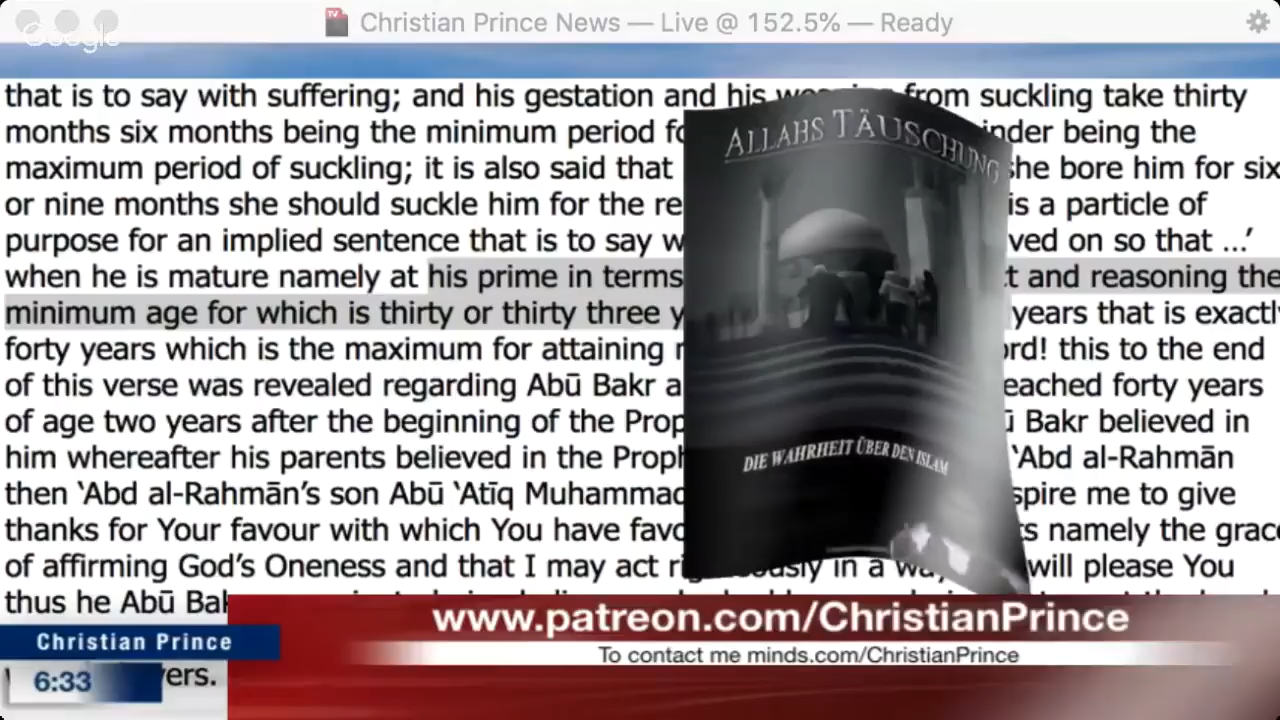 Christian Prince News — Live @ 152.5% — Ready
Google
that is to say with suffering; and his gestation and his weaning from suckling take thirty
months six months being the minimum period fo nder being the
maximum period of suckling; it is also said that she bore him for six
or nine months she should suckle him for the re is a particle of
purpose for an implied sentence that is to say w ved on so that …’
when he is mature namely at his prime in terms t and reasoning the
minimum age for which is thirty or thirty three y years that is exactly
forty years which is the maximum for attaining ord! this to the end
of this verse was revealed regarding Abū Bakr a eached forty years
of age two years after the beginning of the Prop ū Bakr believed in
him whereafter his parents believed in the Proph ‘Abd al-Rahmān
then ‘Abd al-Rahmān’s son Abū ‘Atīq Muhammad spire me to give
thanks for Your favour with which You have favo ts namely the grace
of affirming God’s Oneness and that I may act righteously in a way will please You
thus he Abū Bak
ers.
ALLAHS TÄUSCHUNG
DIE WAHRHEIT ÜBER DEN ISLAM
www.patreon.com/ChristianPrince
Christian Prince
To contact me minds.com/ChristianPrince
6:33